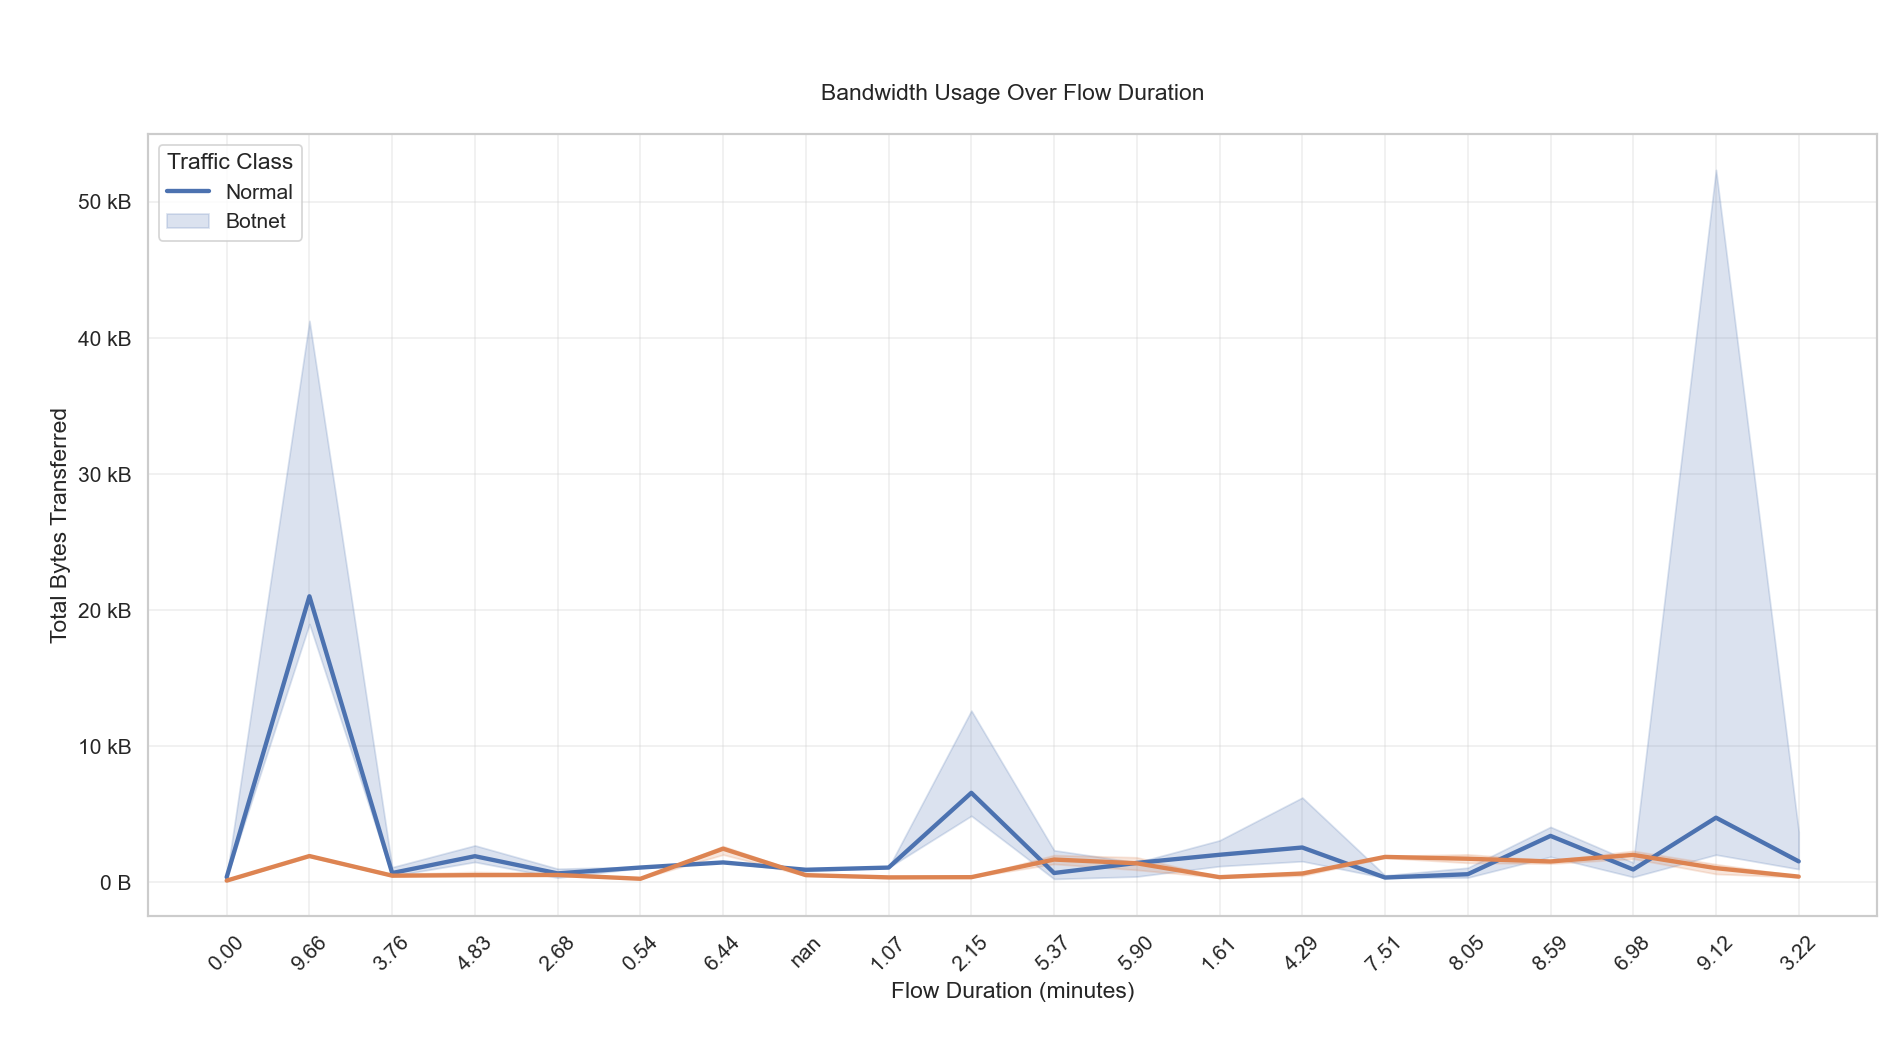 Bandwidth Usage Over Flow Duration
Traffic Class
Normal
Botnet
Total Bytes Transferred
50 kB
40 kB
30 kB
20 kB
10 kB
0 B
0.00 9.66 3.76 4.83 2.68 0.54 6.44 nan 1.07 2.15 5.37 5.90 1.61 4.29 7.51 8.05 8.59 6.98 9.12 3.22
Flow Duration (minutes)